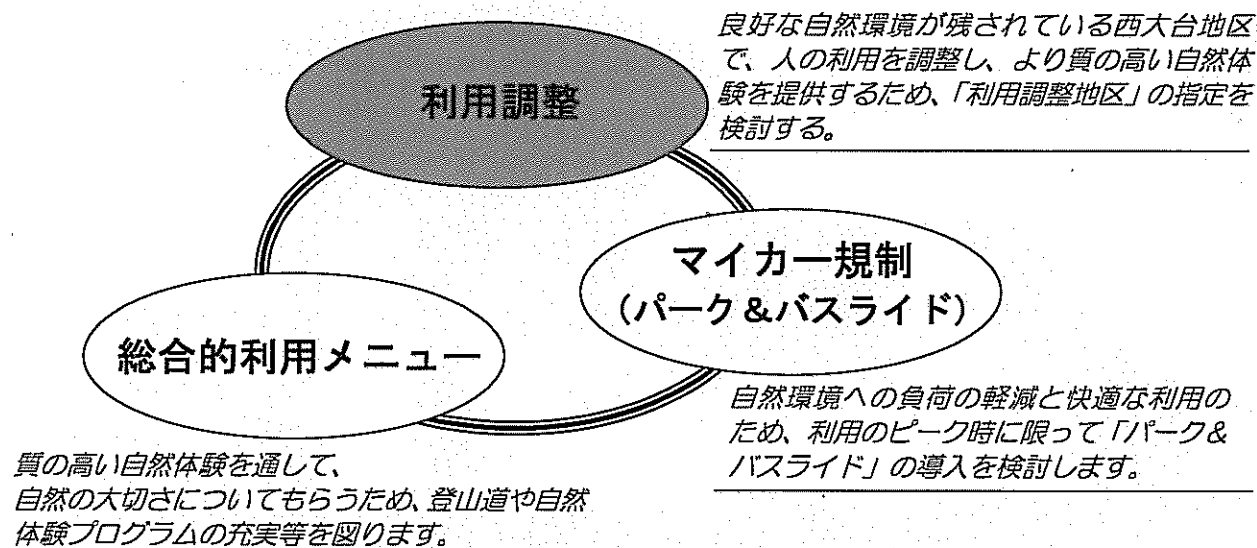 良好な自然環境が残されている西大台地区
で、人の利用を調整し、より質の高い自然体
験を提供するため、「利用調整地区」の指定を
検討する。
利用調整
マイカー規制
（パーク＆バスライド）
総合的利用メニュー
自然環境への負荷の軽減と快適な利用の
ため、利用のピーク時に限って「パーク＆
バスライド」の導入を検討します。
質の高い自然体験を通して、
自然の大切さについてもらうため、登山道や自然
体験プログラムの充実等を図ります。